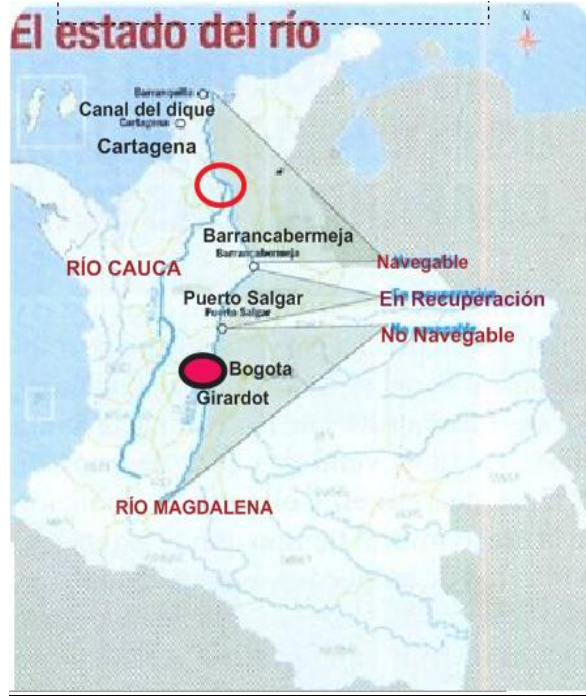 El estado del río
N
Barranquilla
Canal del dique
Cartagena
Cartagena
Barrancabermeja
Barrancabermeja
RÍO CAUCA
Navegable
Puerto Salgar
Puerto Salgar
En Recuperación
No Navegable
Bogota
Girardot
RÍO MAGDALENA